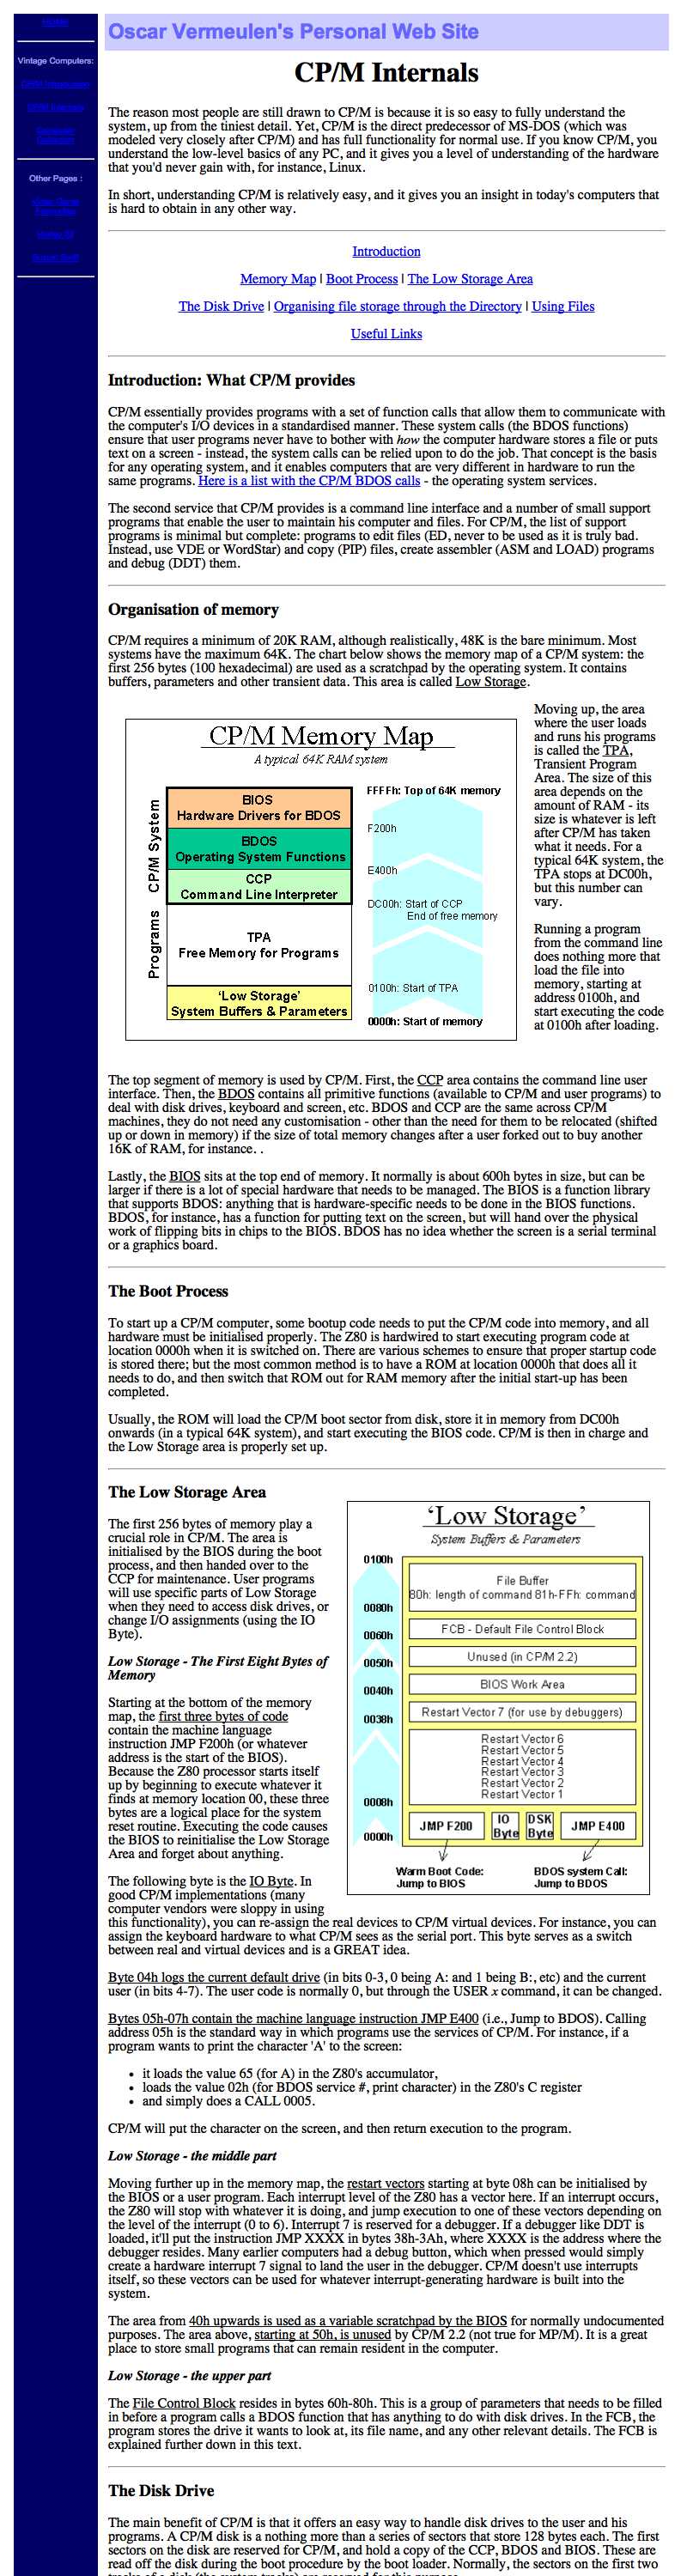 HOME
Vintage Computers:
Other Pages :
Oscar Vermeulen's Personal Web Site
CP/M Internals
The reason most people are still drawn to CP/M is because it is so easy to fully understand the
system, up from the tiniest detail. Yet, CP/M is the direct predecessor of MS-DOS (which was
modeled very closely after CP/M) and has full functionality for normal use. If you know CP/M, you
understand the low-level basics of any PC, and it gives you a level of understanding of the hardware
that you'd never gain with, for instance, Linux.
In short, understanding CP/M is relatively easy, and it gives you an insight in today's computers that
is hard to obtain in any other way.
Introduction
Memory Map | Boot Process | The Low Storage Area
The Disk Drive | Organising file storage through the Directory | Using Files
Useful Links
Introduction: What CP/M provides
CP/M essentially provides programs with a set of function calls that allow them to communicate with
the computer's I/O devices in a standardised manner. These system calls (the BDOS functions)
ensure that user programs never have to bother with how the computer hardware stores a file or puts
text on a screen - instead, the system calls can be relied upon to do the job. That concept is the basis
for any operating system, and it enables computers that are very different in hardware to run the
same programs. Here is a list with the CP/M BDOS calls - the operating system services.
The second service that CP/M provides is a command line interface and a number of small support
programs that enable the user to maintain his computer and files. For CP/M, the list of support
programs is minimal but complete: programs to edit files (ED, never to be used as it is truly bad.
Instead, use VDE or WordStar) and copy (PIP) files, create assembler (ASM and LOAD) programs
and debug (DDT) them.
Organisation of memory
CP/M requires a minimum of 20K RAM, although realistically, 48K is the bare minimum. Most
systems have the maximum 64K. The chart below shows the memory map of a CP/M system: the
first 256 bytes (100 hexadecimal) are used as a scratchpad by the operating system. It contains
buffers, parameters and other transient data. This area is called Low Storage.
CP/M Memory Map
A typical 64K RAM system
CP/M System
Programs
BIOS
Hardware Drivers for BDOS
BDOS
Operating System Functions
CCP
Command Line Interpreter
TPA
Free Memory for Programs
'Low Storage'
System Buffers & Parameters
FFFFh: Top of 64K memory
F200h
E400h
DC00h: Start of CCP
End of free memory
0100h: Start of TPA
0000h: Start of memory
Moving up, the area
where the user loads
and runs his programs
is called the TPA,
Transient Program
Area. The size of this
area depends on the
amount of RAM - its
size is whatever is left
after CP/M has taken
what it needs. For a
typical 64K system, the
TPA stops at DC00h,
but this number can
vary.
Running a program
from the command line
does nothing more that
load the file into
memory, starting at
address 0100h, and
start executing the code
at 0100h after loading.
The top segment of memory is used by CP/M. First, the CCP area contains the command line user
interface. Then, the BDOS contains all primitive functions (available to CP/M and user programs) to
deal with disk drives, keyboard and screen, etc. BDOS and CCP are the same across CP/M
machines, they do not need any customisation - other than the need for them to be relocated (shifted
up or down in memory) if the size of total memory changes after a user forked out to buy another
16K of RAM, for instance. .
Lastly, the BIOS sits at the top end of memory. It normally is about 600h bytes in size, but can be
larger if there is a lot of special hardware that needs to be managed. The BIOS is a function library
that supports BDOS: anything that is hardware-specific needs to be done in the BIOS functions.
BDOS, for instance, has a function for putting text on the screen, but will hand over the physical
work of flipping bits in chips to the BIOS. BDOS has no idea whether the screen is a serial terminal
or a graphics board.
The Boot Process
To start up a CP/M computer, some bootup code needs to put the CP/M code into memory, and all
hardware must be initialised properly. The Z80 is hardwired to start executing program code at
location 0000h when it is switched on. There are various schemes to ensure that proper startup code
is stored there; but the most common method is to have a ROM at location 0000h that does all it
needs to do, and then switch that ROM out for RAM memory after the initial start-up has been
completed.
Usually, the ROM will load the CP/M boot sector from disk, store it in memory from DC00h
onwards (in a typical 64K system), and start executing the BIOS code. CP/M is then in charge and
the Low Storage area is properly set up.
The Low Storage Area
The first 256 bytes of memory play a
crucial role in CP/M. The area is
initialised by the BIOS during the boot
process, and then handed over to the
CCP for maintenance. User programs
will use specific parts of Low Storage
when they need to access disk drives, or
change I/O assignments (using the IO
Byte).
Low Storage - The First Eight Bytes of
Memory
Starting at the bottom of the memory
map, the first three bytes of code
contain the machine language
instruction JMP F200h (or whatever
address is the start of the BIOS).
Because the Z80 processor starts itself
up by beginning to execute whatever it
finds at memory location 00, these three
bytes are a logical place for the system
reset routine. Executing the code causes
the BIOS to reinitialise the Low Storage
Area and forget about anything.
'Low Storage'
System Buffers & Parameters
0100h
0080h
0060h
0050h
0040h
0038h
0008h
0000h
File Buffer
80h: length of command 81h-FFh: command
FCB - Default File Control Block
Unused (in CP/M 2.2)
BIOS Work Area
Restart Vector 7 (for use by debuggers)
Restart Vector 6
Restart Vector 5
Restart Vector 4
Restart Vector 3
Restart Vector 2
Restart Vector 1
JMP F200
IO Byte
DSK Byte
JMP E400
Warm Boot Code:
Jump to BIOS
BDOS system Call:
Jump to BDOS
The following byte is the IO Byte. In
good CP/M implementations (many
computer vendors were sloppy in using
this functionality), you can re-assign the real devices to CP/M virtual devices. For instance, you can
assign the keyboard hardware to what CP/M sees as the serial port. This byte serves as a switch
between real and virtual devices and is a GREAT idea.
Byte 04h logs the current default drive (in bits 0-3, 0 being A: and 1 being B:, etc) and the current
user (in bits 4-7). The user code is normally 0, but through the USER x command, it can be changed.
Bytes 05h-07h contain the machine language instruction JMP E400 (i.e., Jump to BDOS). Calling
address 05h is the standard way in which programs use the services of CP/M. For instance, if a
program wants to print the character 'A' to the screen:
• it loads the value 65 (for A) in the Z80's accumulator,
• loads the value 02h (for BDOS service #, print character) in the Z80's C register
• and simply does a CALL 0005.
CP/M will put the character on the screen, and then return execution to the program.
Low Storage - the middle part
Moving further up in the memory map, the restart vectors starting at byte 08h can be initialised by
the BIOS or a user program. Each interrupt level of the Z80 has a vector here. If an interrupt occurs,
the Z80 will stop with whatever it is doing, and jump execution to one of these vectors depending on
the level of the interrupt (0 to 6). Interrupt 7 is reserved for a debugger. If a debugger like DDT is
loaded, it'll put the instruction JMP XXXX in bytes 38h-3Ah, where XXXX is the address where the
debugger resides. Many earlier computers had a debug button, which when pressed would simply
create a hardware interrupt 7 signal to land the user in the debugger. CP/M doesn't use interrupts
itself, so these vectors can be used for whatever interrupt-generating hardware is built into the
system.
The area from 40h upwards is used as a variable scratchpad by the BIOS for normally undocumented
purposes. The area above, starting at 50h, is unused by CP/M 2.2 (not true for MP/M). It is a great
place to store small programs that can remain resident in the computer.
Low Storage - the upper part
The File Control Block resides in bytes 60h-80h. This is a group of parameters that needs to be filled
in before a program calls a BDOS function that has anything to do with disk drives. In the FCB, the
program stores the drive it wants to look at, its file name, and any other relevant details. The FCB is
explained further down in this text.
The Disk Drive
The main benefit of CP/M is that it offers an easy way to handle disk drives to the user and his
programs. A CP/M disk is a nothing more than a series of sectors that store 128 bytes each. The first
sectors on the disk are reserved for CP/M, and hold a copy of the CCP, BDOS and BIOS. These are
read off the disk during the boot procedure by the boot loader. Normally, the sectors on the first two